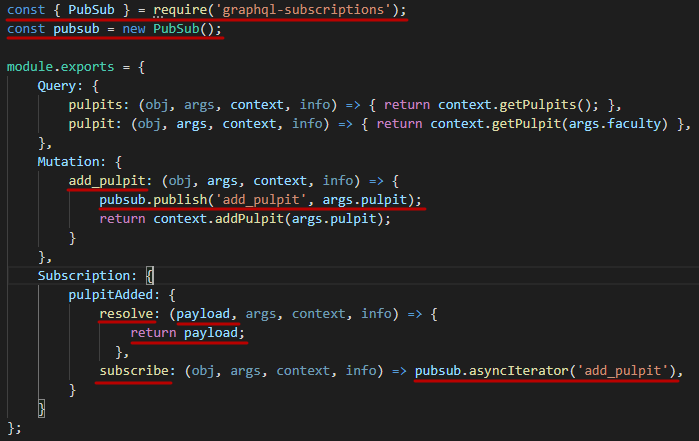 const { PubSub } = require('graphql-subscriptions');
const pubsub = new PubSub();
module.exports = {
Query: {
pulpits: (obj, args, context, info) => { return context.getPulpits(); },
pulpit: (obj, args, context, info) => { return context.getPulpit(args.faculty) },
},
Mutation: {
add_pulpit: (obj, args, context, info) => {
pubsub.publish('add_pulpit', args.pulpit);
return context.addPulpit(args.pulpit);
}
},
Subscription: {
pulpitAdded: {
resolve: (payload, args, context, info) => {
return payload;
},
subscribe: (obj, args, context, info) => pubsub.asyncIterator('add_pulpit'),
}
}
};